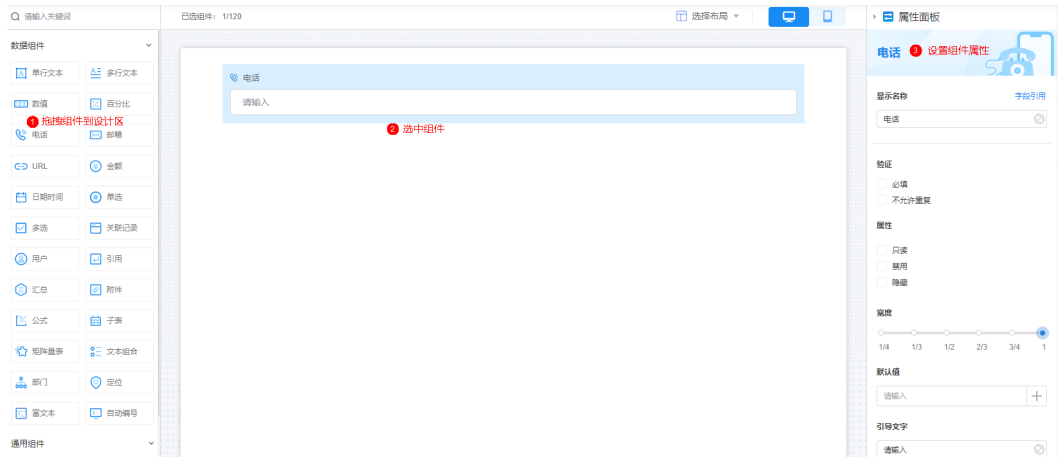 请输入关键词
已选组件: 1/120
选择布局
属性面板
数据组件
单行文本
多行文本
数值
百分比
1 拖拽组件到设计区
电话
邮箱
URL
金额
日期时间
单选
多选
关联记录
用户
引用
汇总
附件
公式
子表
矩阵量表
文本组合
部门
定位
富文本
自动编号
通用组件
电话
请输入
2 选中组件
电话
3 设置组件属性
显示名称
字段引用
电话
验证
必填
不允许重复
属性
只读
禁用
隐藏
宽度
1/4 1/3 1/2 2/3 3/4 1
默认值
请输入
引导文字
请输入